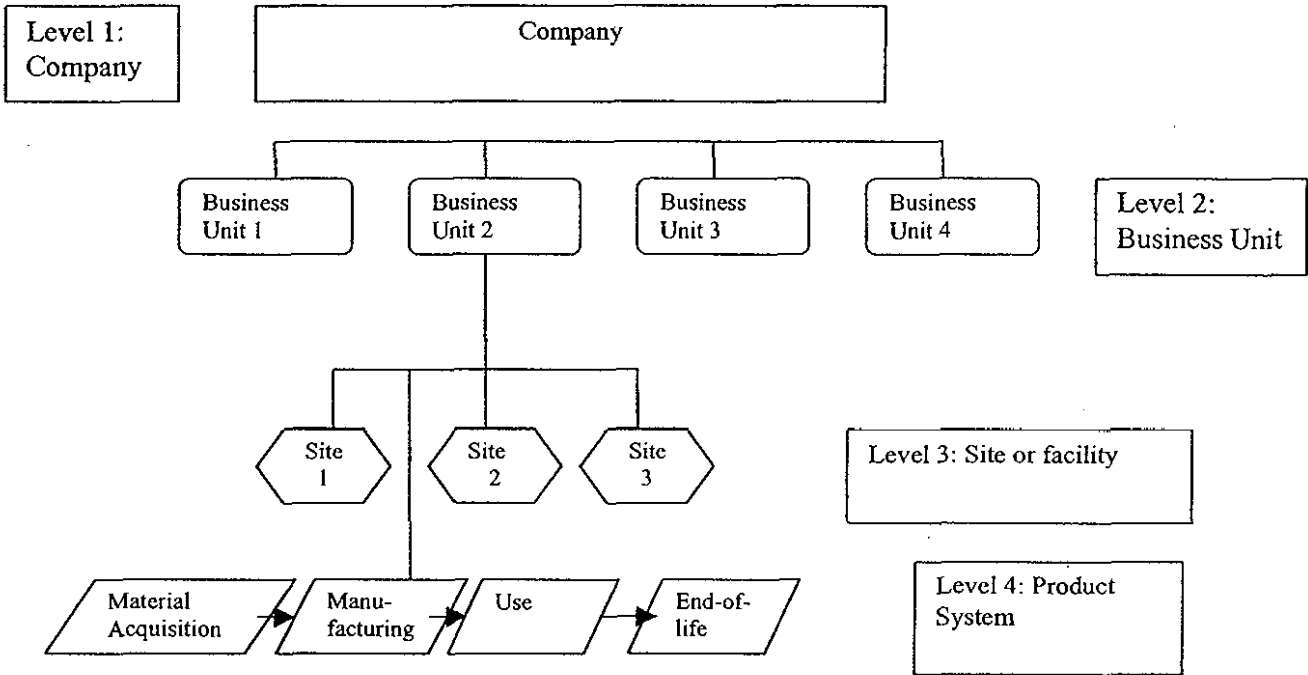 Level 1:
Company
Company
Business
Unit 1
Business
Unit 2
Business
Unit 3
Business
Unit 4
Level 2:
Business Unit
Site
1
Site
2
Site
3
Level 3: Site or facility
Material
Acquisition
Manu-
facturing
Use
End-of-
life
Level 4: Product
System